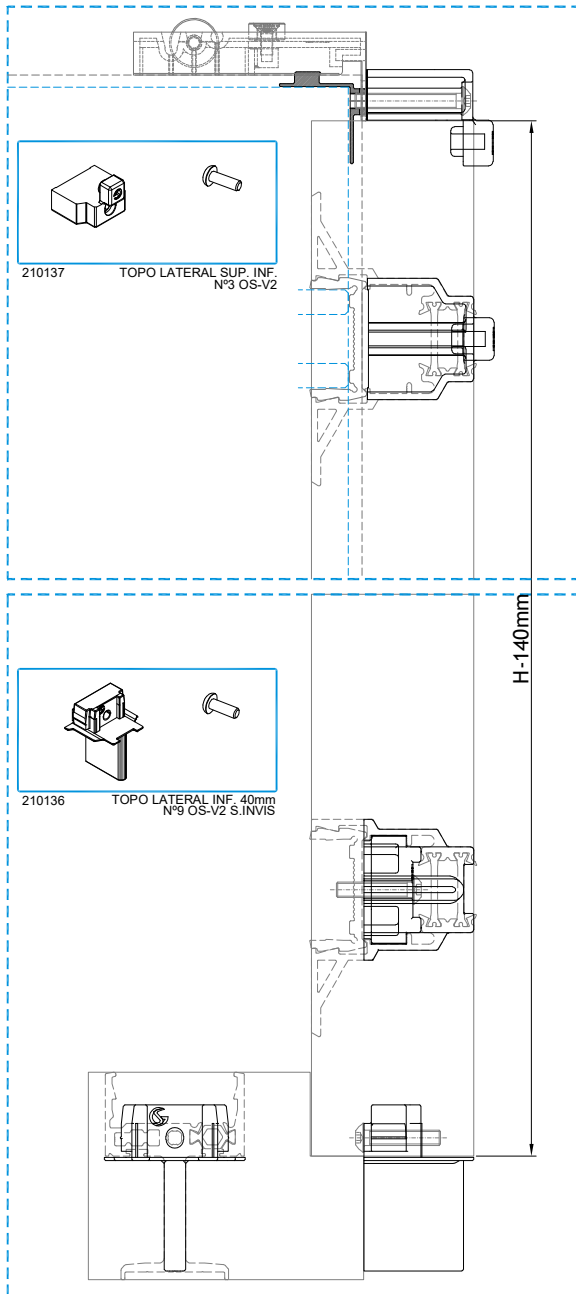 210137
TOPO LATERAL SUP. INF.
Nº3 OS-V2
H-140mm
210136
TOPO LATERAL INF. 40mm
Nº9 OS-V2 S.INVIS